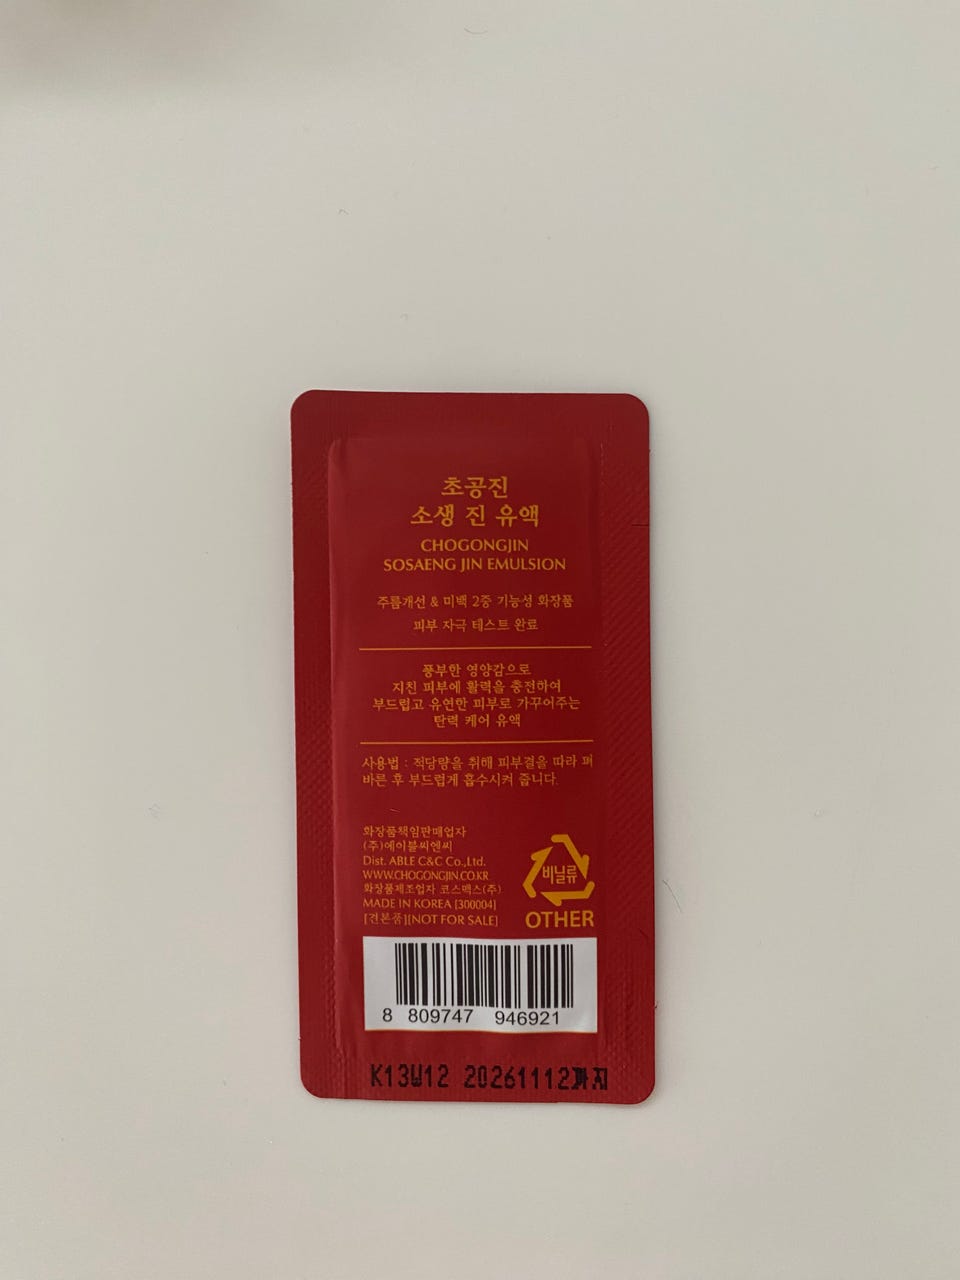 초공진
소생 진 유액
CHOGONGJIN
SOSAENG JIN EMULSION
주름개선 & 미백 2중 기능성 화장품
피부 자극 테스트 완료
풍부한 영양감으로
지친 피부에 활력을 충전하여
부드럽고 유연한 피부로 가꾸어주는
탄력 케어 유액
사용법 : 적당량을 취해 피부결을 따라 펴
바른 후 부드럽게 흡수시켜 줍니다.
화장품책임판매업자
(주)에이블씨엔씨
Dist. ABLE C&C Co.,Ltd.
WWW.CHOGONGJIN.CO.KR
화장품제조업자 코스맥스(주)
MADE IN KOREA [300004]
[견본품][NOT FOR SALE]
비닐류
OTHER
8 809747 946921
K13W12 20261112까지